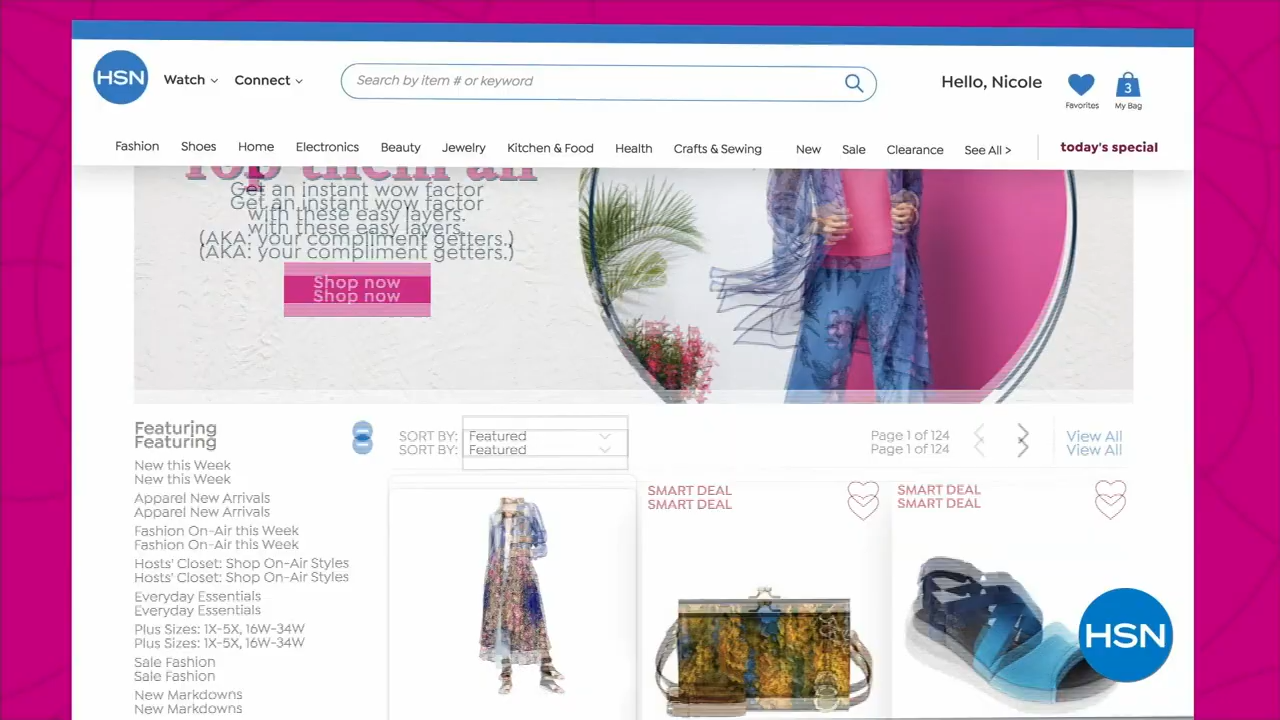 HSN
Watch
Connect
Search by item # or keyword
Hello, Nicole
Favorites
3
My Bag
Fashion
Shoes
Home
Electronics
Beauty
Jewelry
Kitchen & Food
Health
Crafts & Sewing
New
Sale
Clearance
See All >
today's special
Top them all
Get an instant wow factor
with these easy layers.
(AKA: your compliment getters.)
Shop now
Featuring
SORT BY:
Featured
Page 1 of 124
View All
New this Week
Apparel New Arrivals
Fashion On-Air this Week
Hosts' Closet: Shop On-Air Styles
Everyday Essentials
Plus Sizes: 1X-5X, 16W-34W
Sale Fashion
New Markdowns
SMART DEAL
SMART DEAL
HSN